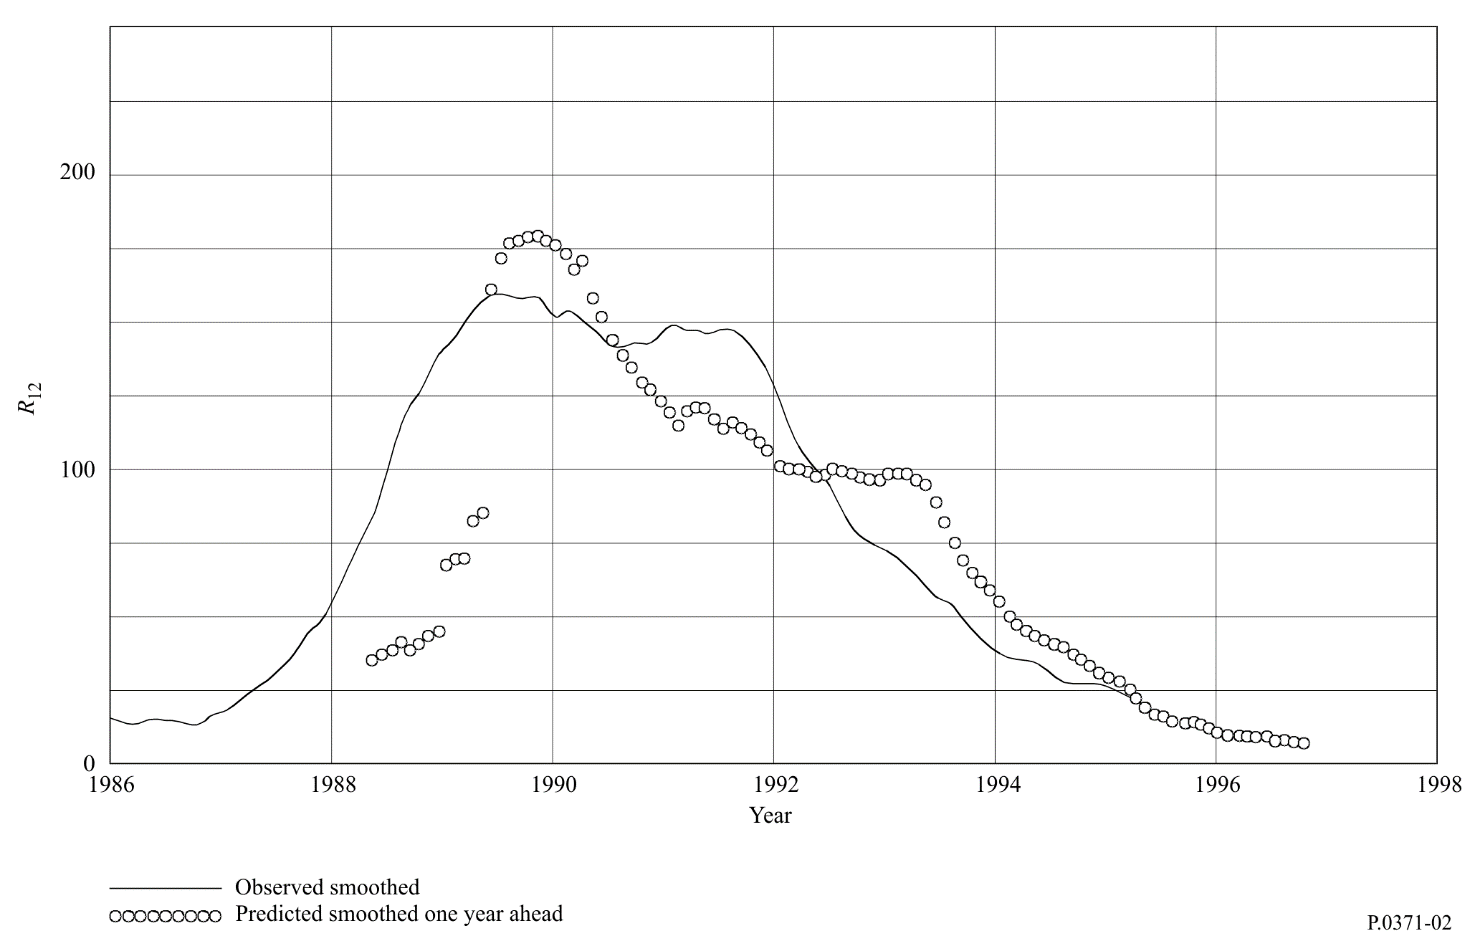 200
R12
100
0
1986 1988 1990 1992 1994 1996 1998
Year
Observed smoothed
Predicted smoothed one year ahead
P.0371-02